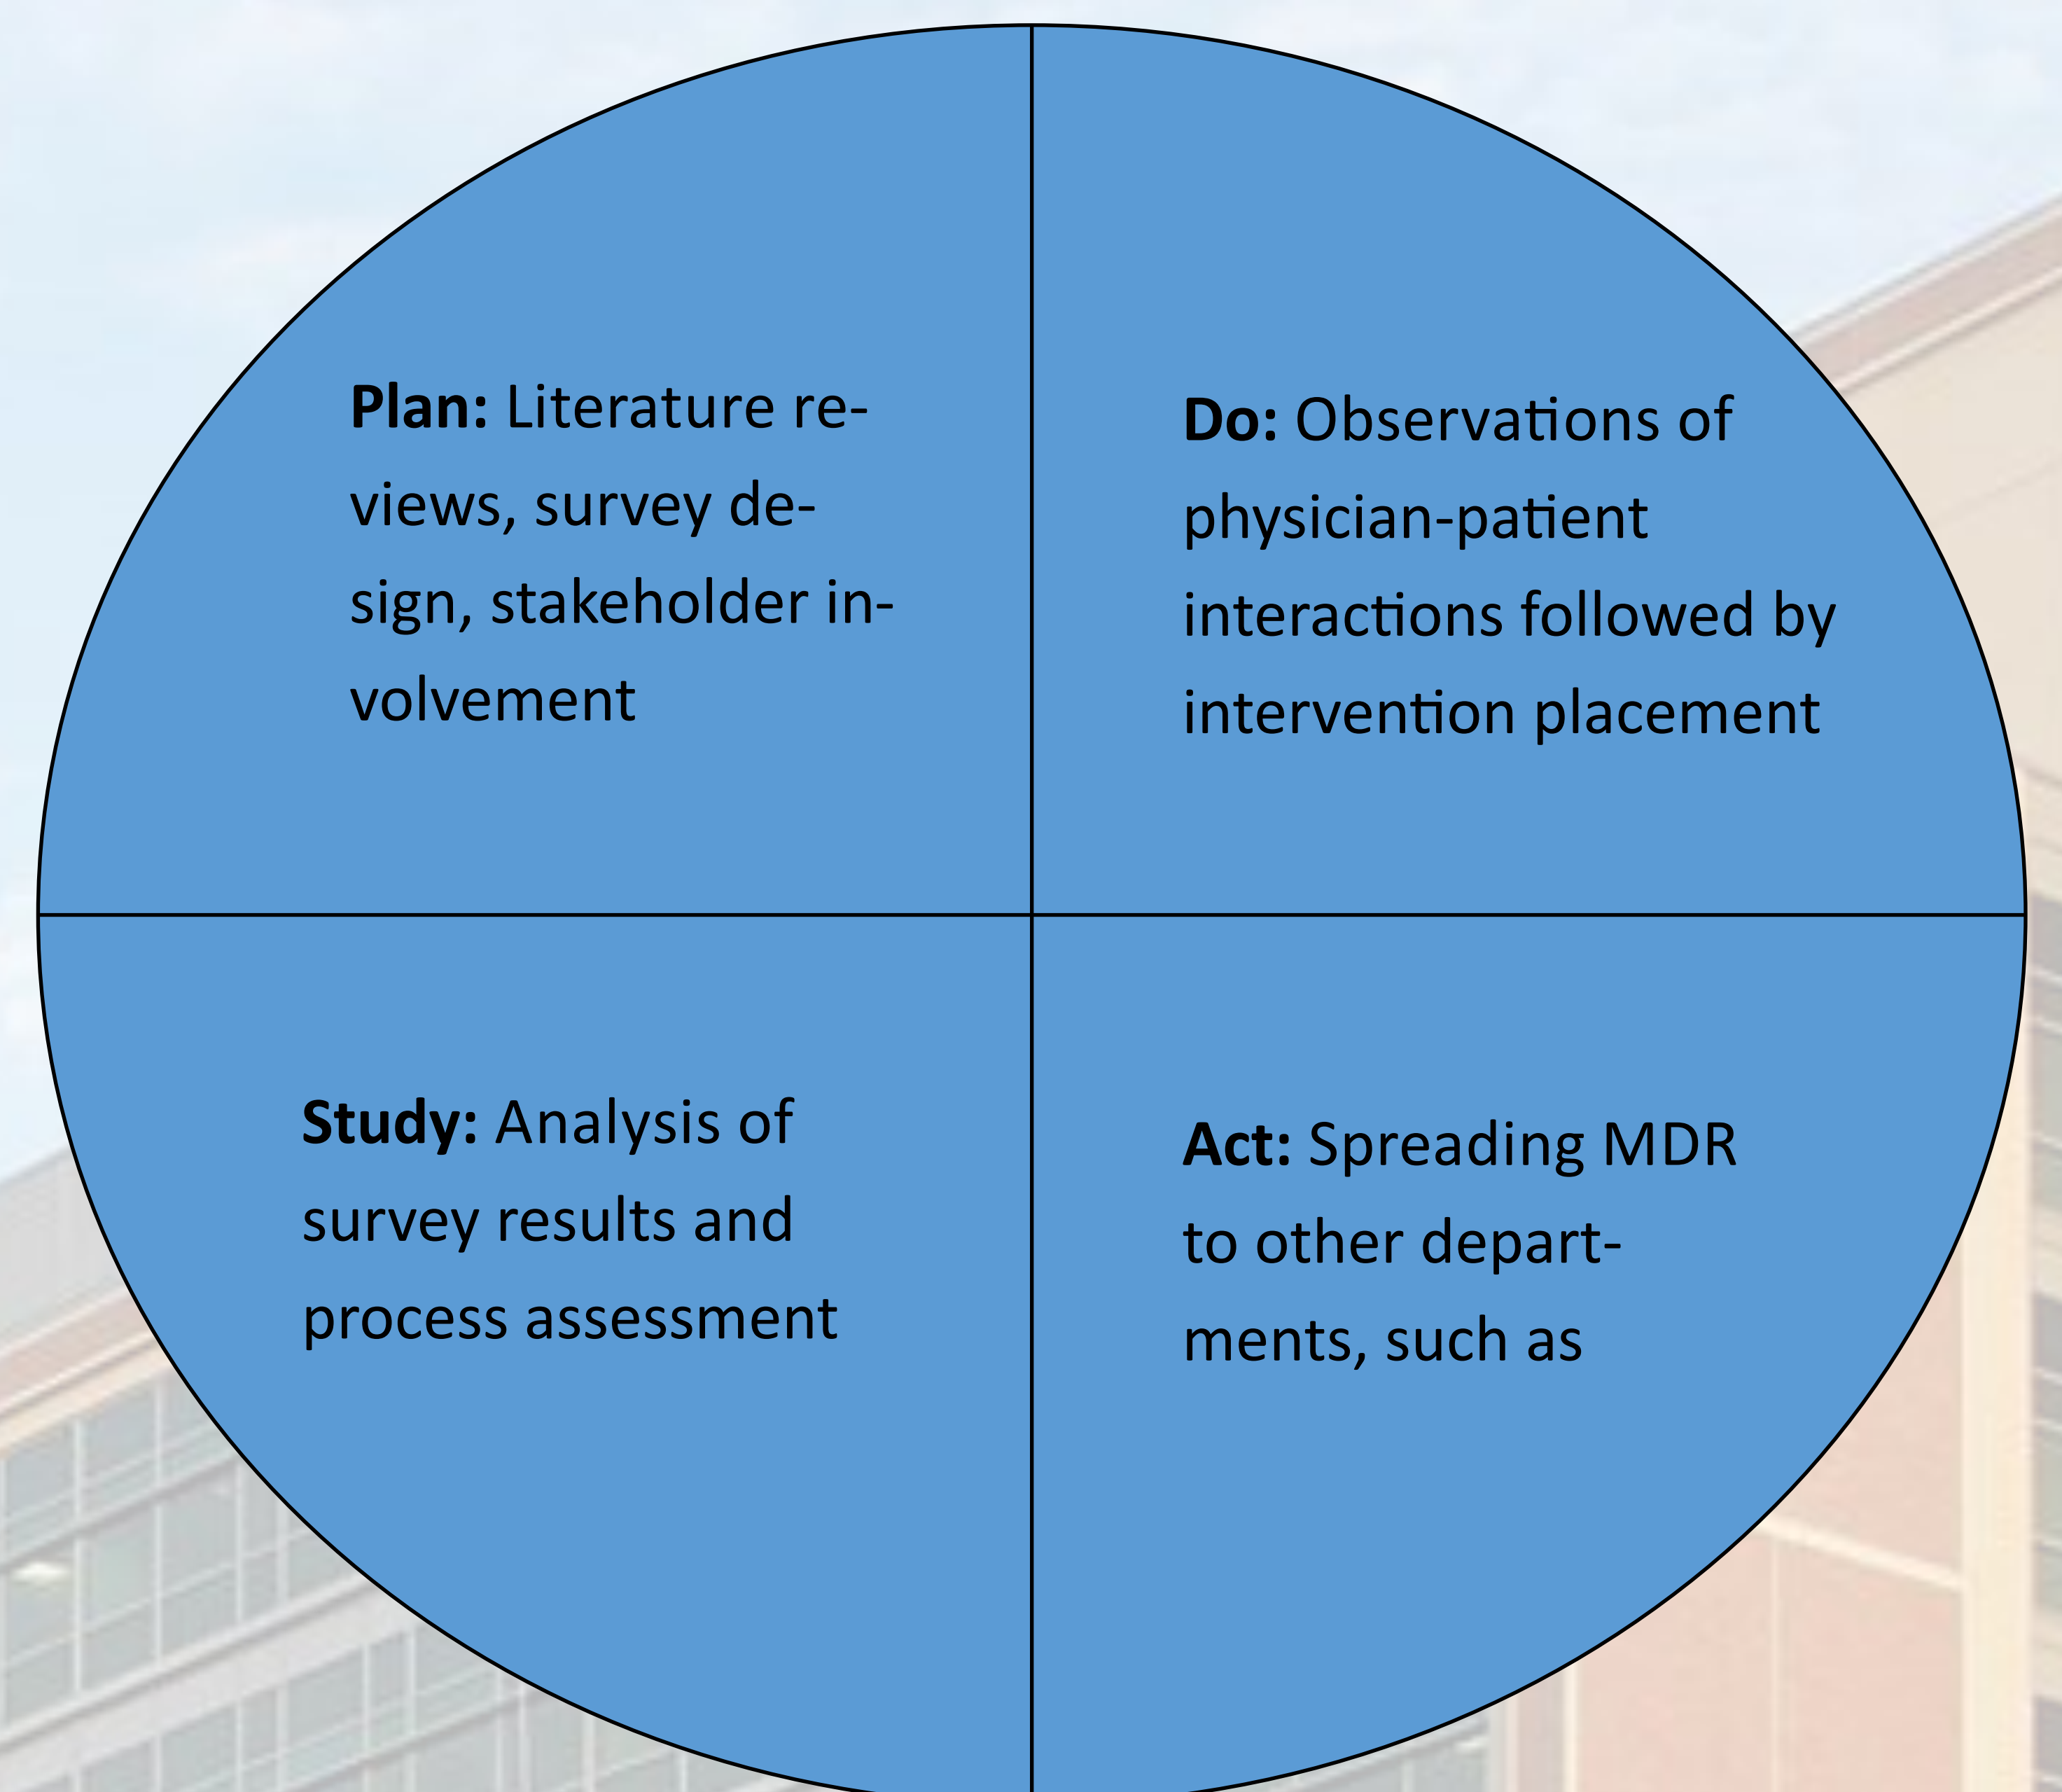 Plan: Literature re-
views, survey de-
sign, stakeholder in-
volvement
Do: Observations of
physician-patient
interactions followed by
intervention placement
Study: Analysis of
survey results and
process assessment
Act: Spreading MDR
to other depart-
ments, such as